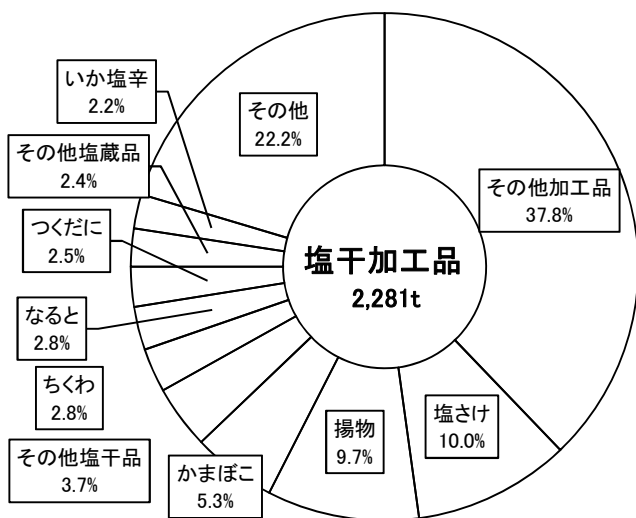 いか塩辛
2.2%
その他
22.2%
その他塩蔵品
2.4%
その他加工品
37.8%
つくだに
2.5%
塩干加工品
2,281t
なると
2.8%
ちくわ
2.8%
塩さけ
10.0%
揚物
9.7%
その他塩干品
3.7%
かまぼこ
5.3%